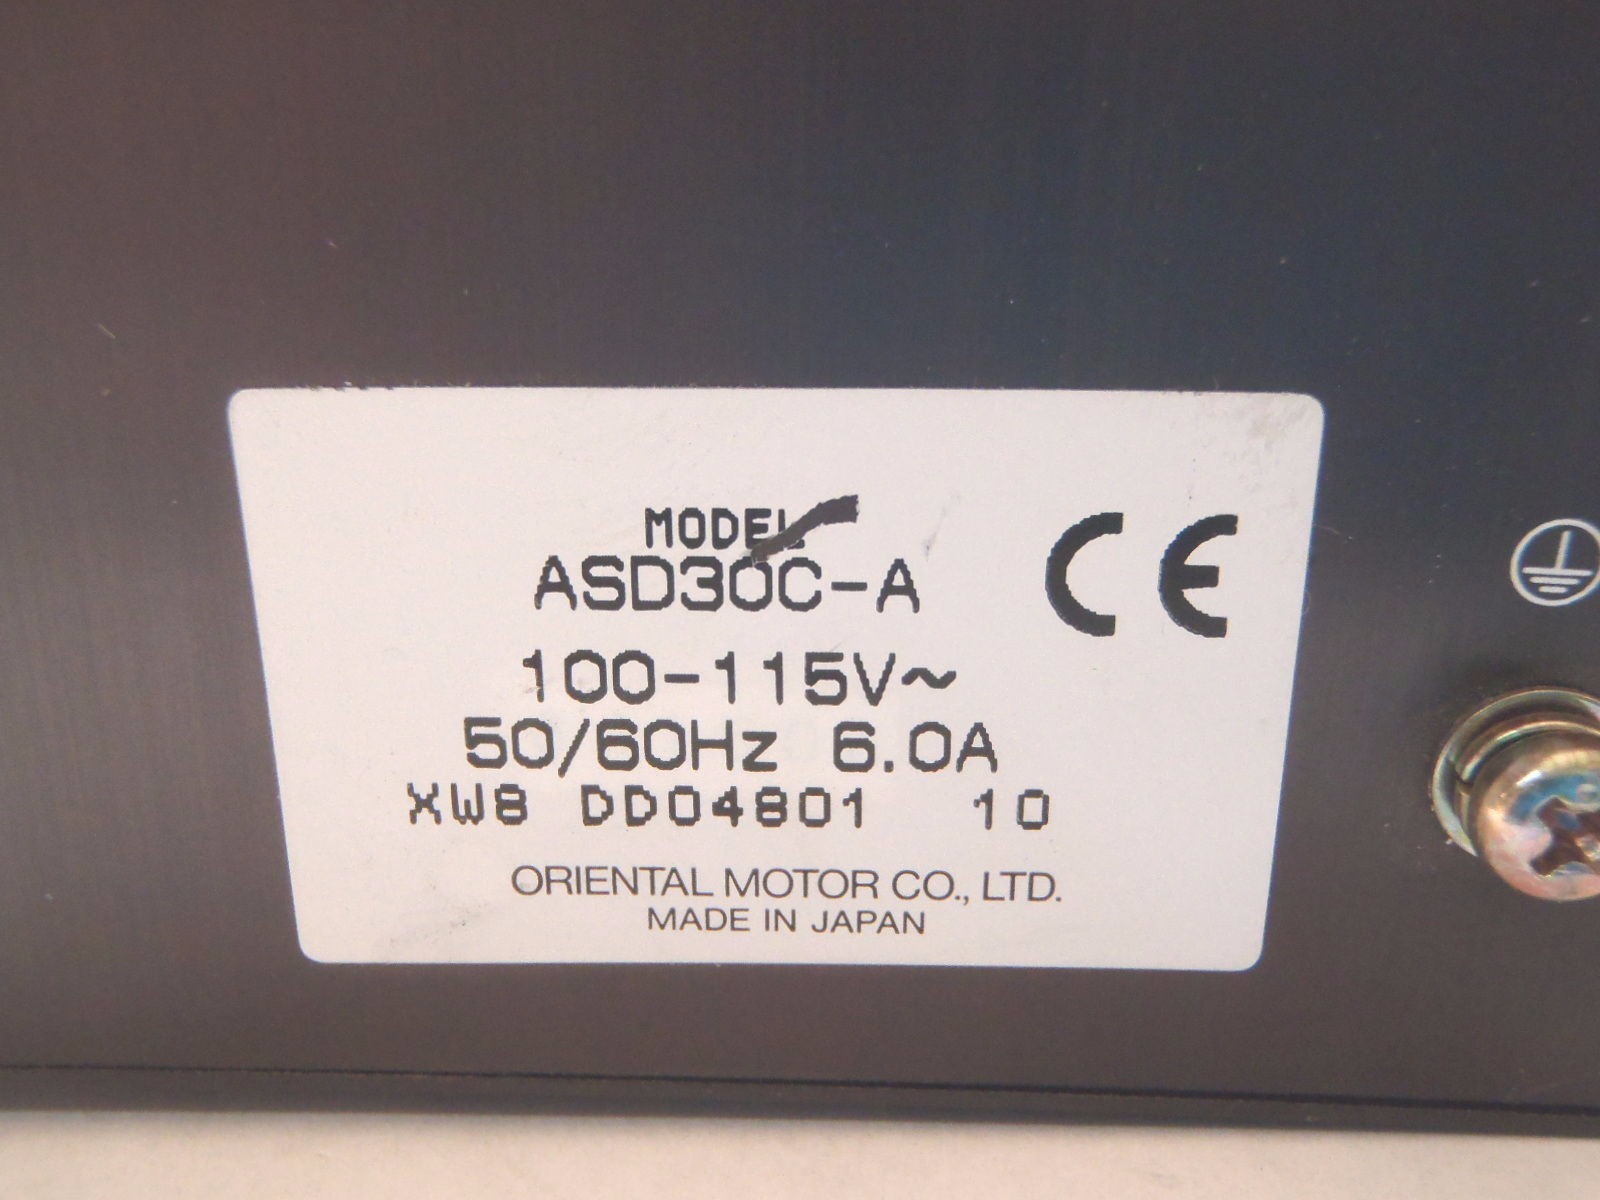 MODEL
ASD30C-A
CE
100-115V~
50/60Hz 6.0A
XW8 DD04801 10
ORIENTAL MOTOR CO., LTD.
MADE IN JAPAN